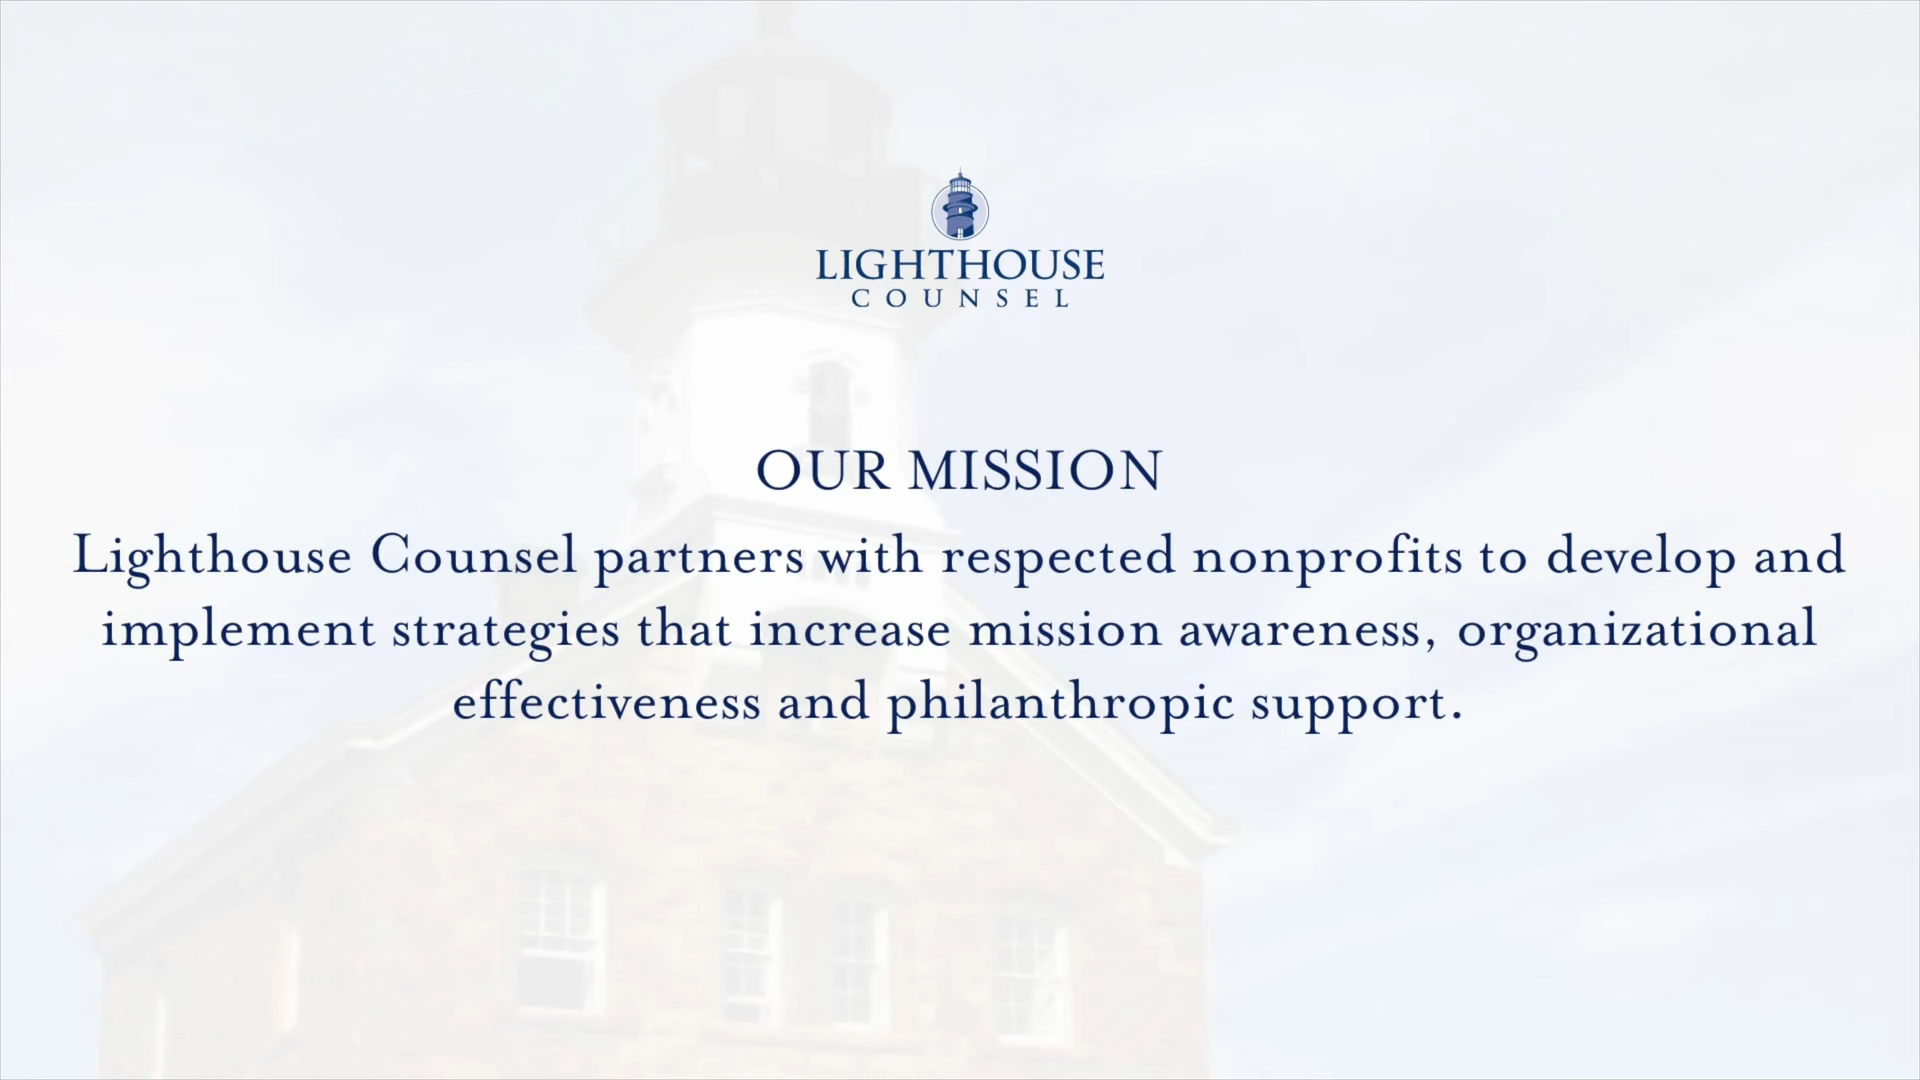 LIGHTHOUSE
COUNSEL
OUR MISSION
Lighthouse Counsel partners with respected nonprofits to develop and
implement strategies that increase mission awareness, organizational
effectiveness and philanthropic support.